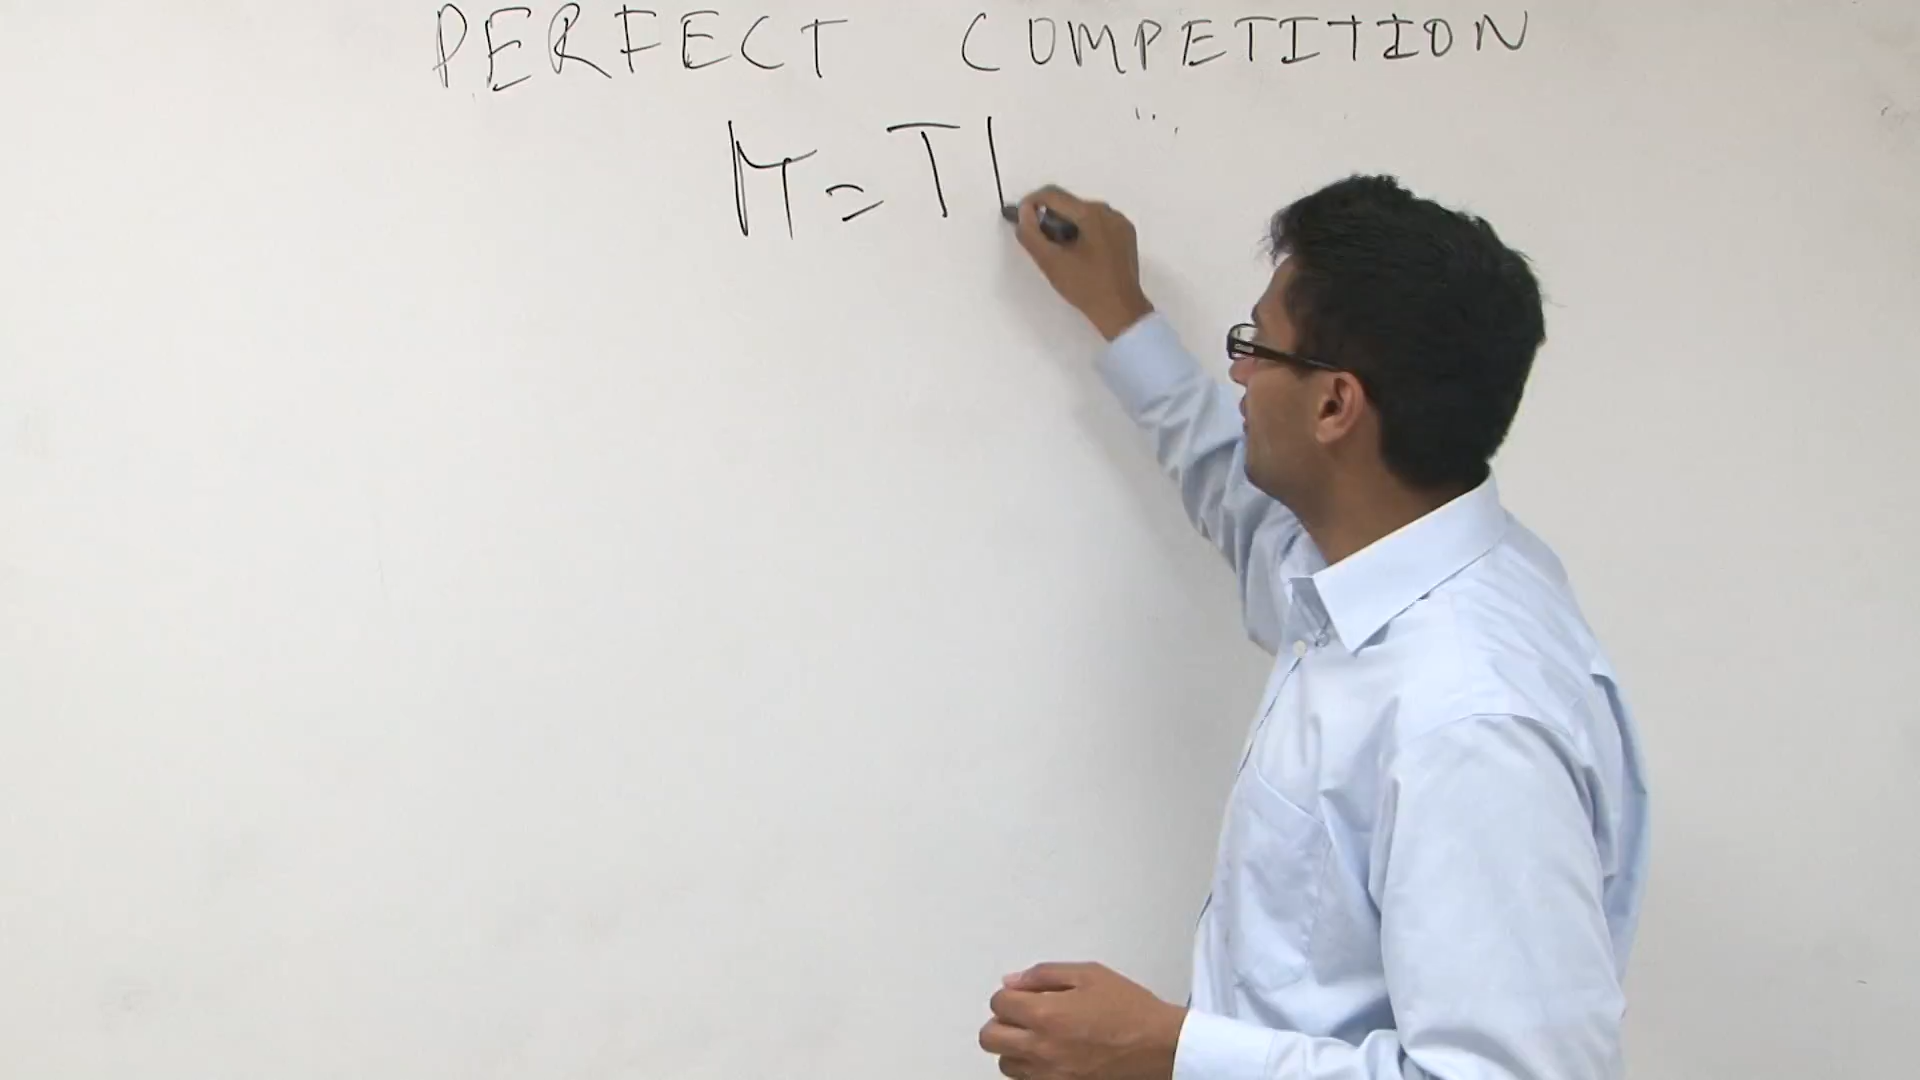 PERFECT COMPETITION
π = T